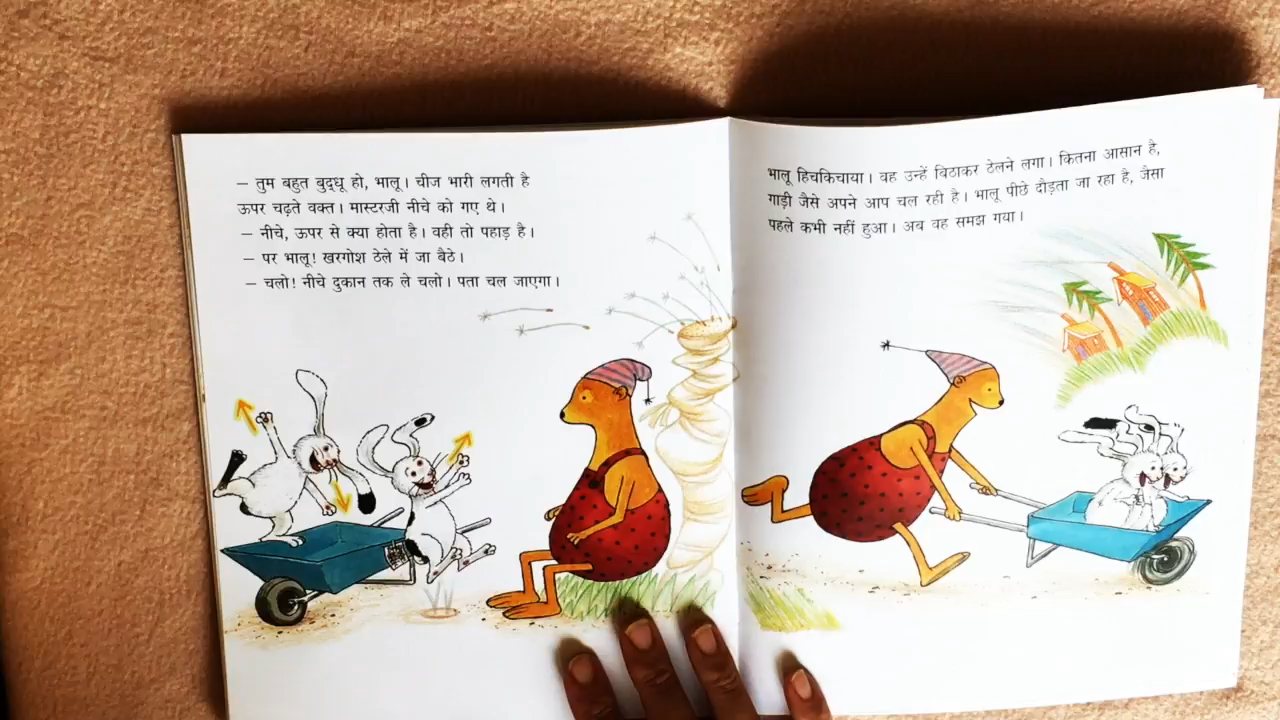 – तुम बहुत बुद्धू हो, भालू। चीज भारी लगती है
ऊपर चढ़ते वक्त। मास्टरजी नीचे को गए थे।
– नीचे, ऊपर से क्या होता है। वही तो पहाड़ है।
– पर भालू! खरगोश ठेले में जा बैठे।
– चलो! नीचे दुकान तक ले चलो। पता चल जाएगा।
भालू हिचकिचाया। वह उन्हें बिठाकर ठेलने लगा। कितना आसान है,
गाड़ी जैसे अपने आप चल रही है। भालू पीछे दौड़ता जा रहा है, जैसा
पहले कभी नहीं हुआ। अब वह समझ गया।